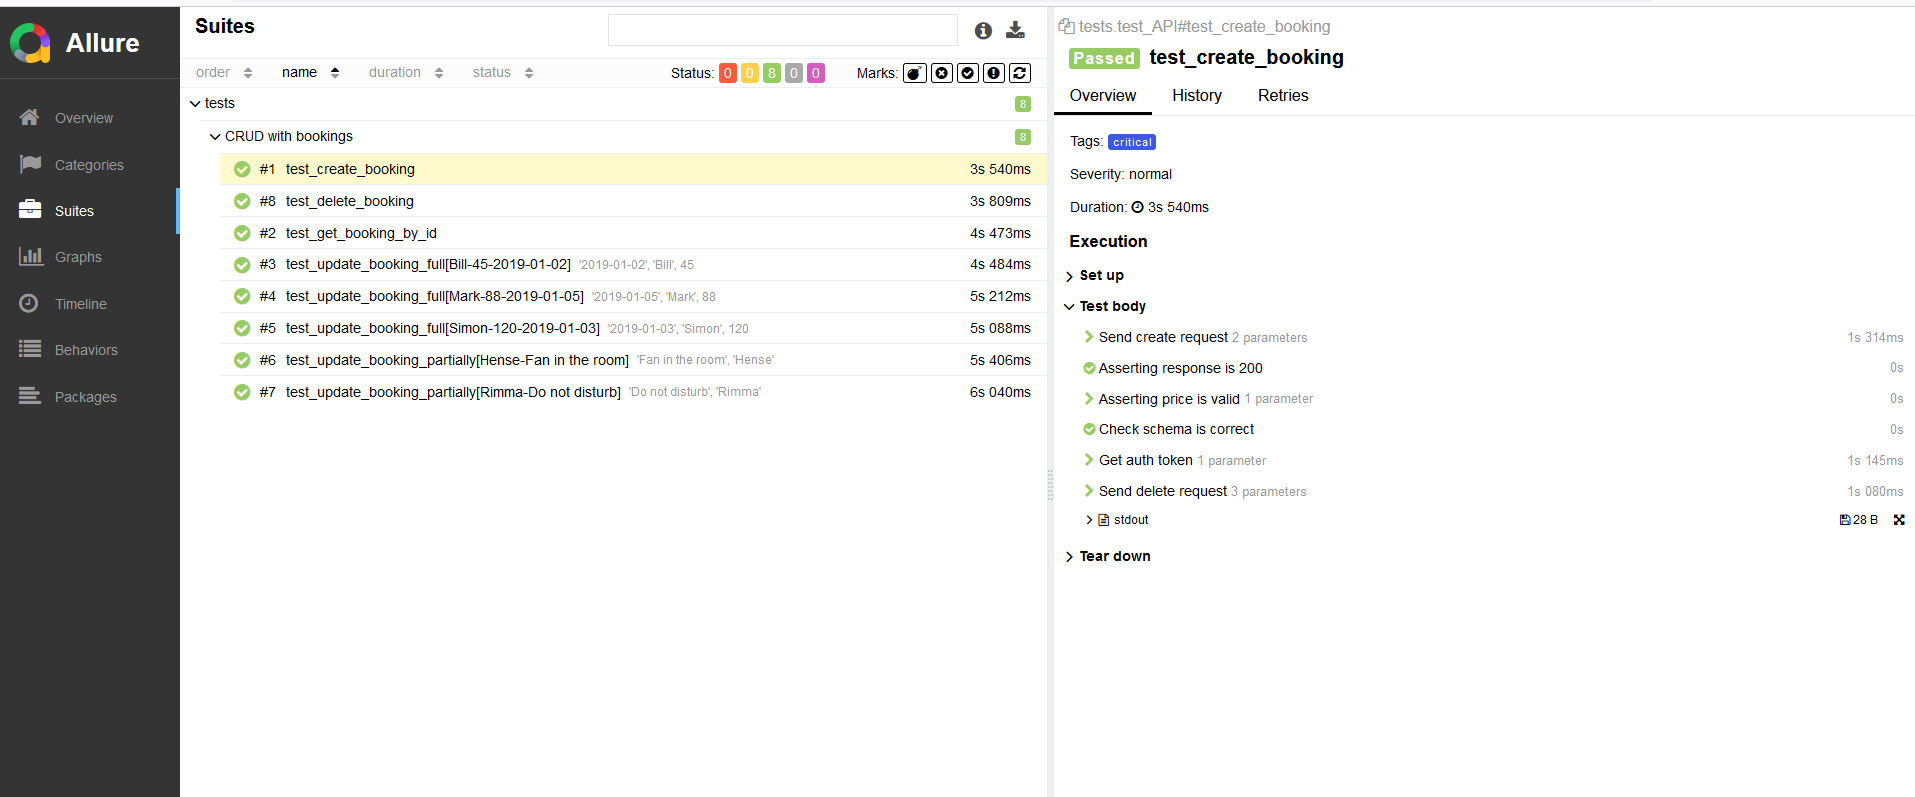 Allure
Overview
Categories
Suites
Graphs
Timeline
Behaviors
Packages
Suites
order name duration status Status: 0 0 8 0 0 Marks:
tests 8
CRUD with bookings 8
#1 test_create_booking 3s 540ms
#8 test_delete_booking 3s 809ms
#2 test_get_booking_by_id 4s 473ms
#3 test_update_booking_full[Bill-45-2019-01-02] '2019-01-02', 'Bill', 45 4s 484ms
#4 test_update_booking_full[Mark-88-2019-01-05] '2019-01-05', 'Mark', 88 5s 212ms
#5 test_update_booking_full[Simon-120-2019-01-03] '2019-01-03', 'Simon', 120 5s 088ms
#6 test_update_booking_partially[Hense-Fan in the room] 'Fan in the room', 'Hense' 5s 406ms
#7 test_update_booking_partially[Rimma-Do not disturb] 'Do not disturb', 'Rimma' 6s 040ms
tests.test_API#test_create_booking
Passed test_create_booking
Overview History Retries
Tags: critical
Severity: normal
Duration: 3s 540ms
Execution
Set up
Test body
Send create request 2 parameters 1s 314ms
Asserting response is 200 0s
Asserting price is valid 1 parameter 0s
Check schema is correct 0s
Get auth token 1 parameter 1s 145ms
Send delete request 3 parameters 1s 080ms
stdout 28 B
Tear down